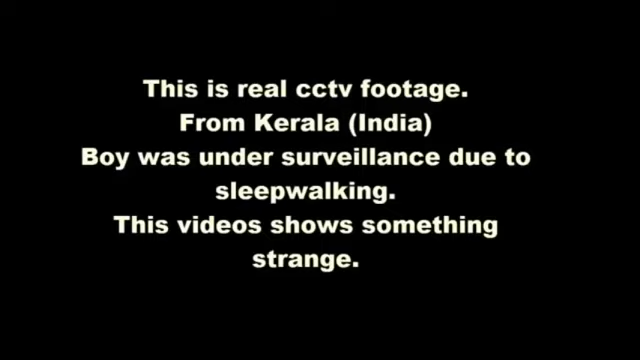 This is real cctv footage.
From Kerala (India)
Boy was under surveillance due to
sleepwalking.
This videos shows something
strange.